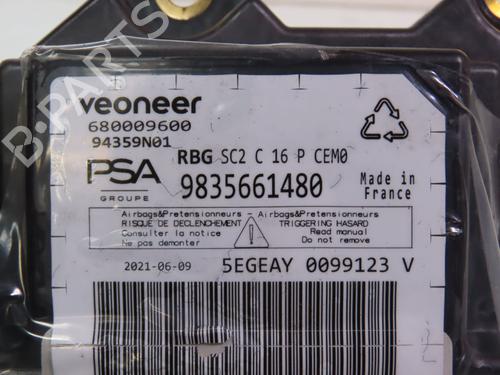 veoneer
680009600
94359N01
RBG SC2 C 16 P CEM0
PSA
GROUPE
9835661480
Made in
France
Airbags&Pretensionneurs - Airbags&Pretensionneurs
RISQUE DE DECLENCHEMENT
TRIGGERING HASARD
Consulter la notice
Read manual
Ne pas demonter
Do not remove
2021-06-09
5EGEAY 0099123 V
B-PARTS